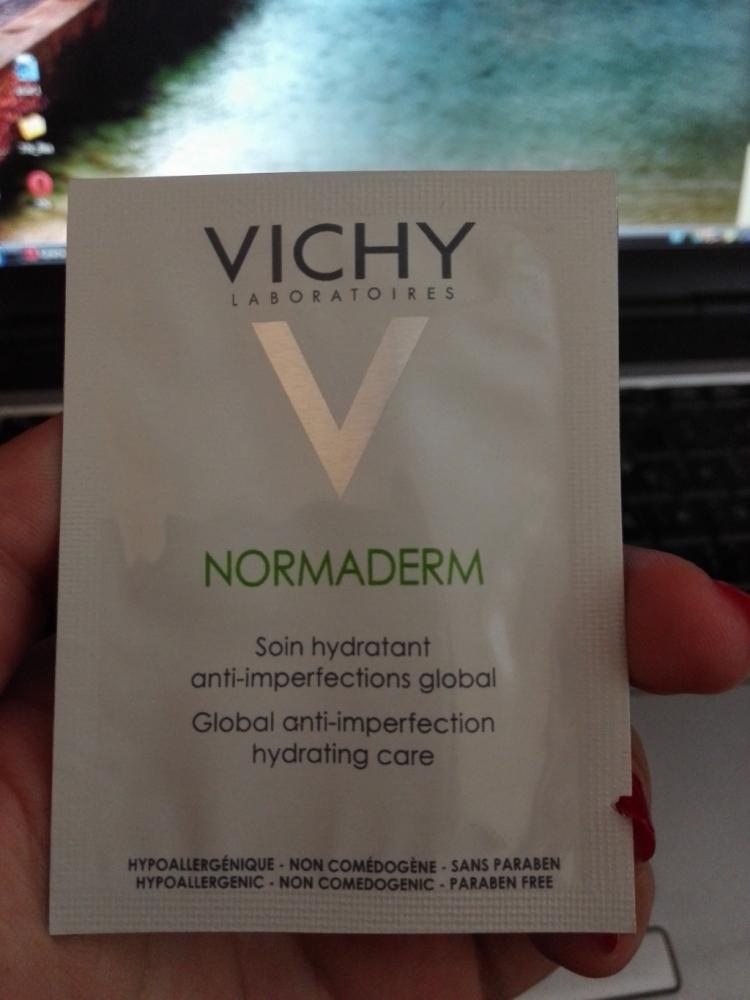 VICHY
LABORATOIRES
V
NORMADERM
Soin hydratant
anti-imperfections global
Global anti-imperfection
hydrating care
HYPOALLERGÉNIQUE - NON COMÉDOGÈNE - SANS PARABEN
HYPOALLERGENIC - NON COMEDOGENIC - PARABEN FREE